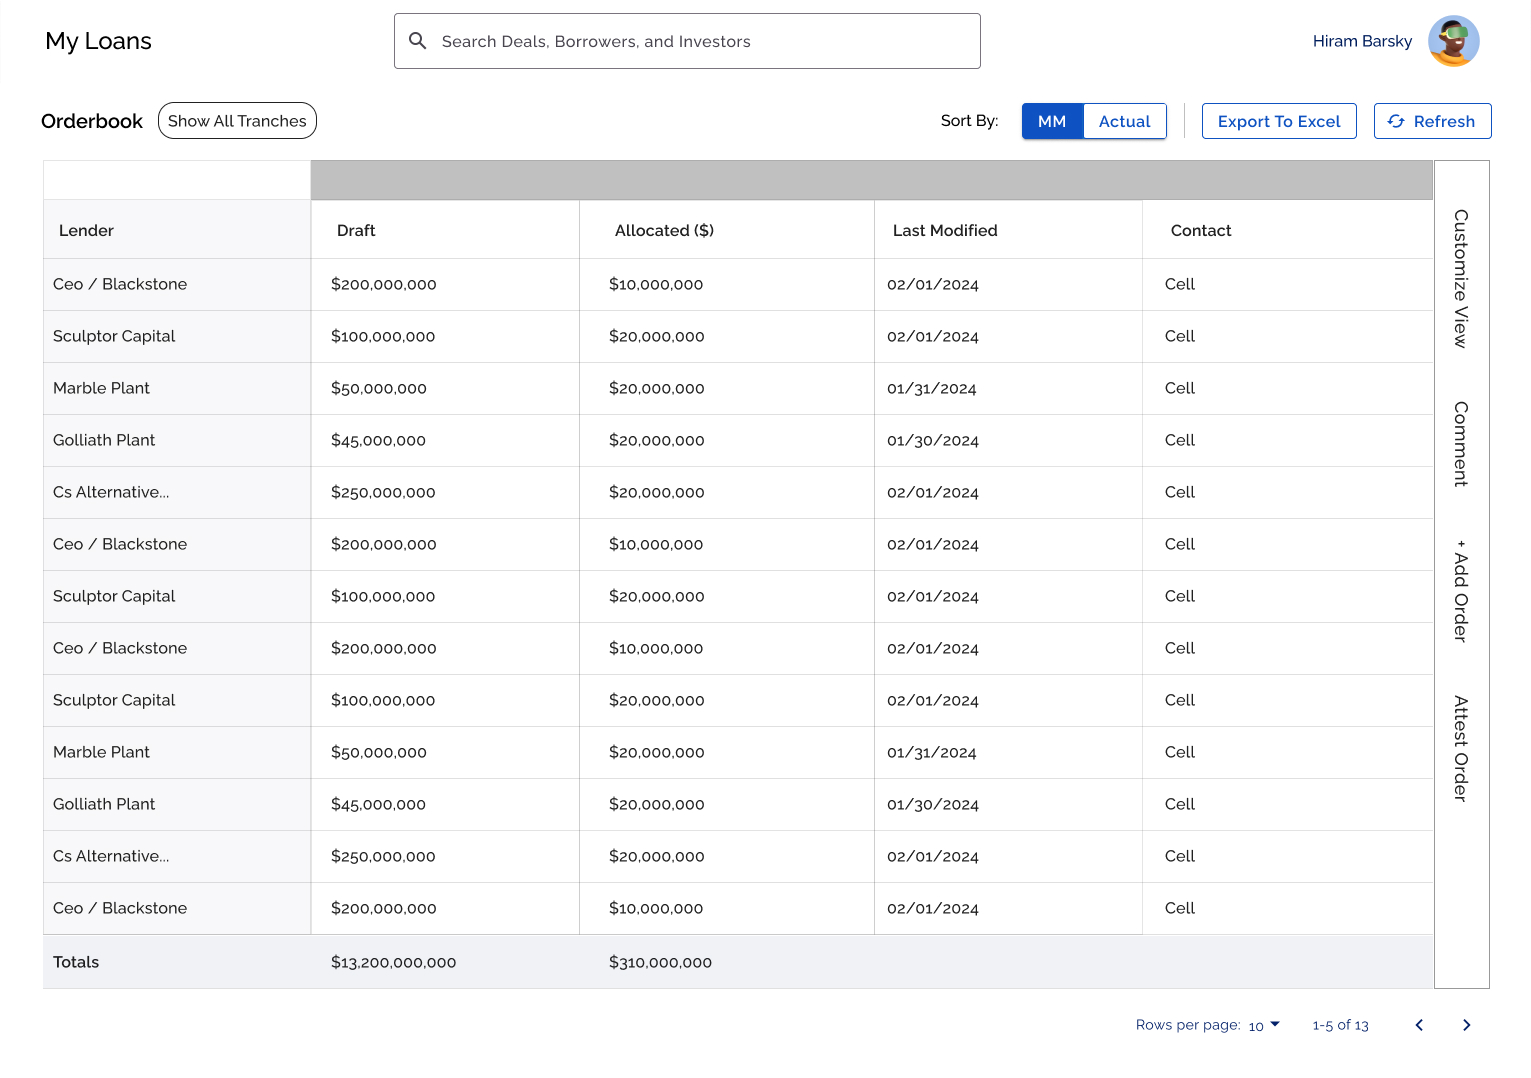 My Loans
Search Deals, Borrowers, and Investors
Hiram Barsky
Orderbook
Show All Tranches
Sort By:
MM
Actual
Export To Excel
Refresh
Lender Draft Allocated ($) Last Modified Contact
Ceo / Blackstone $200,000,000 $10,000,000 02/01/2024 Cell
Sculptor Capital $100,000,000 $20,000,000 02/01/2024 Cell
Marble Plant $50,000,000 $20,000,000 01/31/2024 Cell
Golliath Plant $45,000,000 $20,000,000 01/30/2024 Cell
Cs Alternative... $250,000,000 $20,000,000 02/01/2024 Cell
Ceo / Blackstone $200,000,000 $10,000,000 02/01/2024 Cell
Sculptor Capital $100,000,000 $20,000,000 02/01/2024 Cell
Ceo / Blackstone $200,000,000 $10,000,000 02/01/2024 Cell
Sculptor Capital $100,000,000 $20,000,000 02/01/2024 Cell
Marble Plant $50,000,000 $20,000,000 01/31/2024 Cell
Golliath Plant $45,000,000 $20,000,000 01/30/2024 Cell
Cs Alternative... $250,000,000 $20,000,000 02/01/2024 Cell
Ceo / Blackstone $200,000,000 $10,000,000 02/01/2024 Cell
Totals $13,200,000,000 $310,000,000
Customize View
Comment
+ Add Order
Attest Order
Rows per page: 10
1-5 of 13